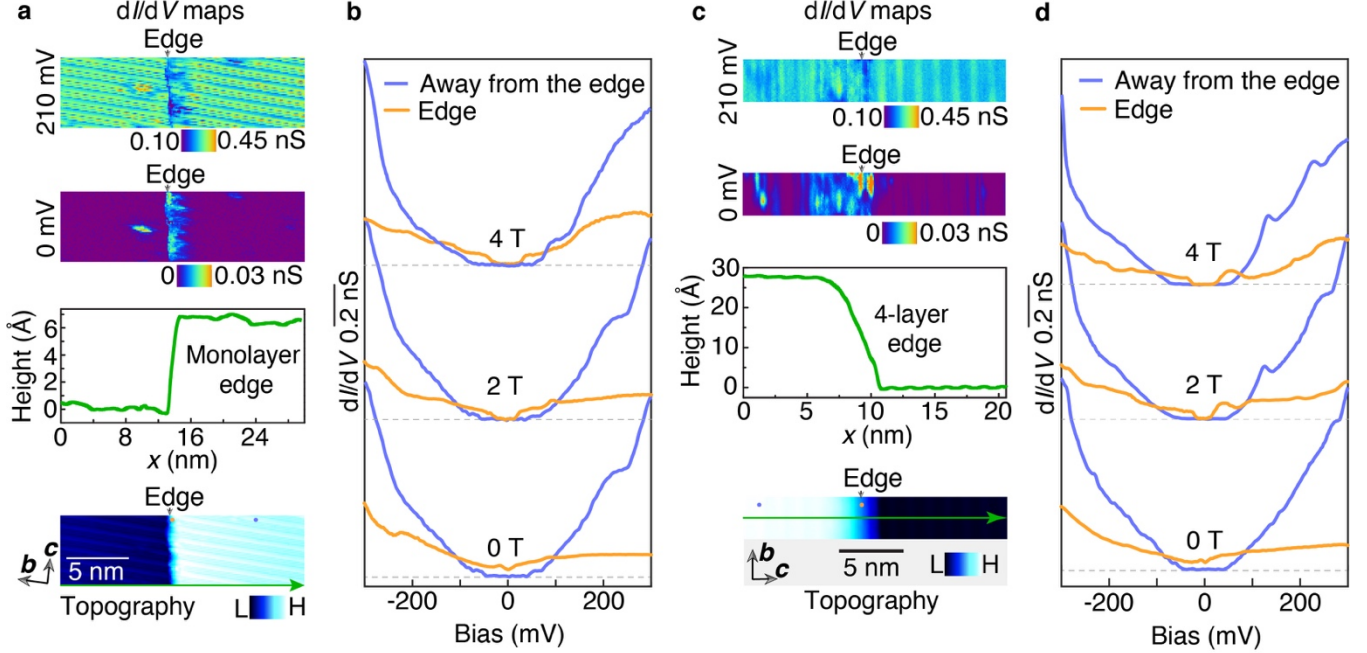 a
dI/dV maps
Edge
210 mV
0.10 0.45 nS
Edge
0 mV
0 0.03 nS
Height (Å)
6
4
2
0
Monolayer
edge
0 8 16 24
x (nm)
Edge
b c
5 nm
Topography L H
b
Away from the edge
Edge
4 T
2 T
0 T
dI/dV 0.2 nS
-200 0 200
Bias (mV)
c
dI/dV maps
Edge
210 mV
0.10 0.45 nS
Edge
0 mV
0 0.03 nS
Height (Å)
30
20
10
0
4-layer
edge
0 5 10 15 20
x (nm)
Edge
b
c
5 nm
L H
Topography
d
Away from the edge
Edge
4 T
2 T
0 T
dI/dV 0.2 nS
-200 0 200
Bias (mV)